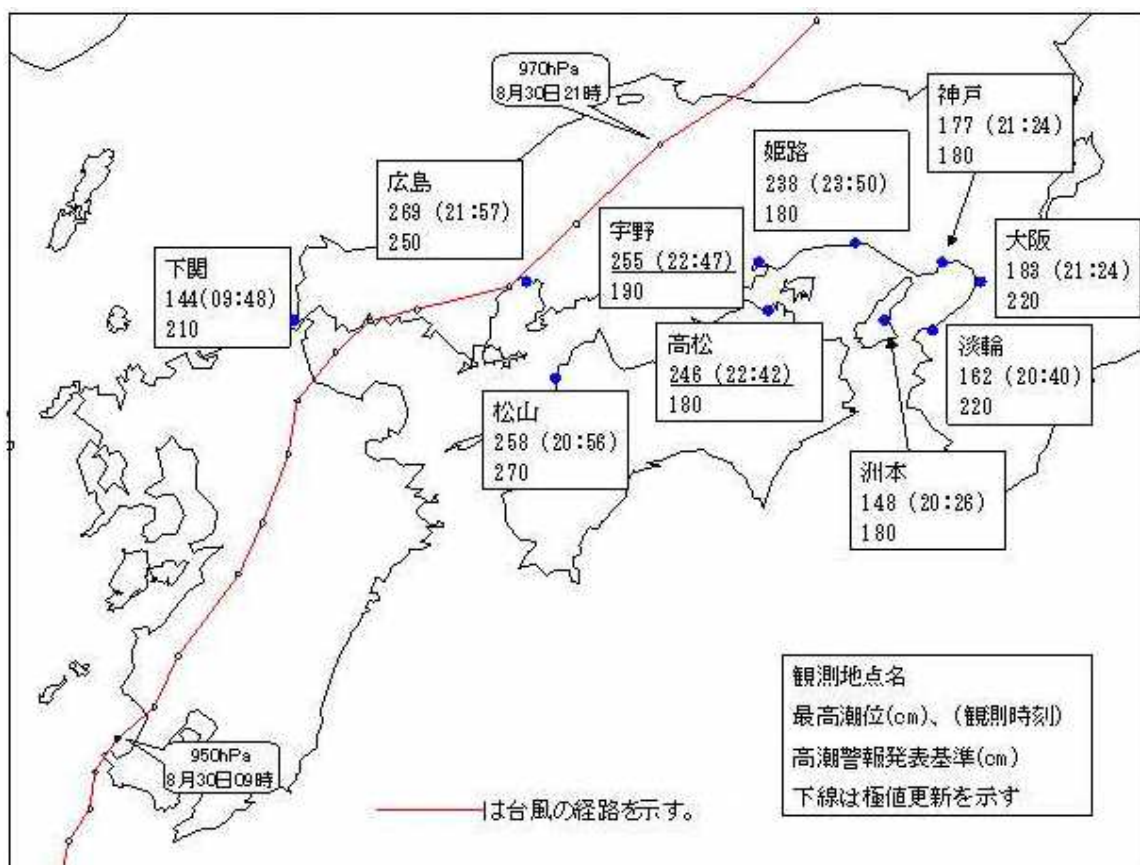 970hPa
8月30日21時
神戸
177 (21:24)
180
姫路
238 (23:50)
180
広島
269 (21:57)
250
宇野
255 (22:47)
190
大阪
183 (21:24)
220
下関
144(09:48)
210
高松
246 (22:42)
180
淡輪
162 (20:40)
220
松山
258 (20:56)
270
洲本
148 (20:26)
180
950hPa
8月30日09時
観測地点名
最高潮位(cm)、(観測時刻)
高潮警報発表基準(cm)
下線は極値更新を示す
は台風の経路を示す。